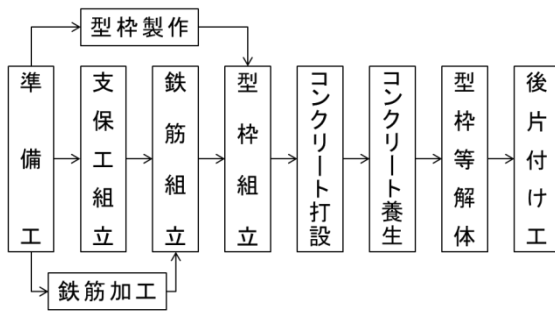 型枠製作
準備工
支保工組立
鉄筋組立
型枠組立
コンクリート打設
コンクリート養生
型枠等解体
後片付け工
鉄筋加工